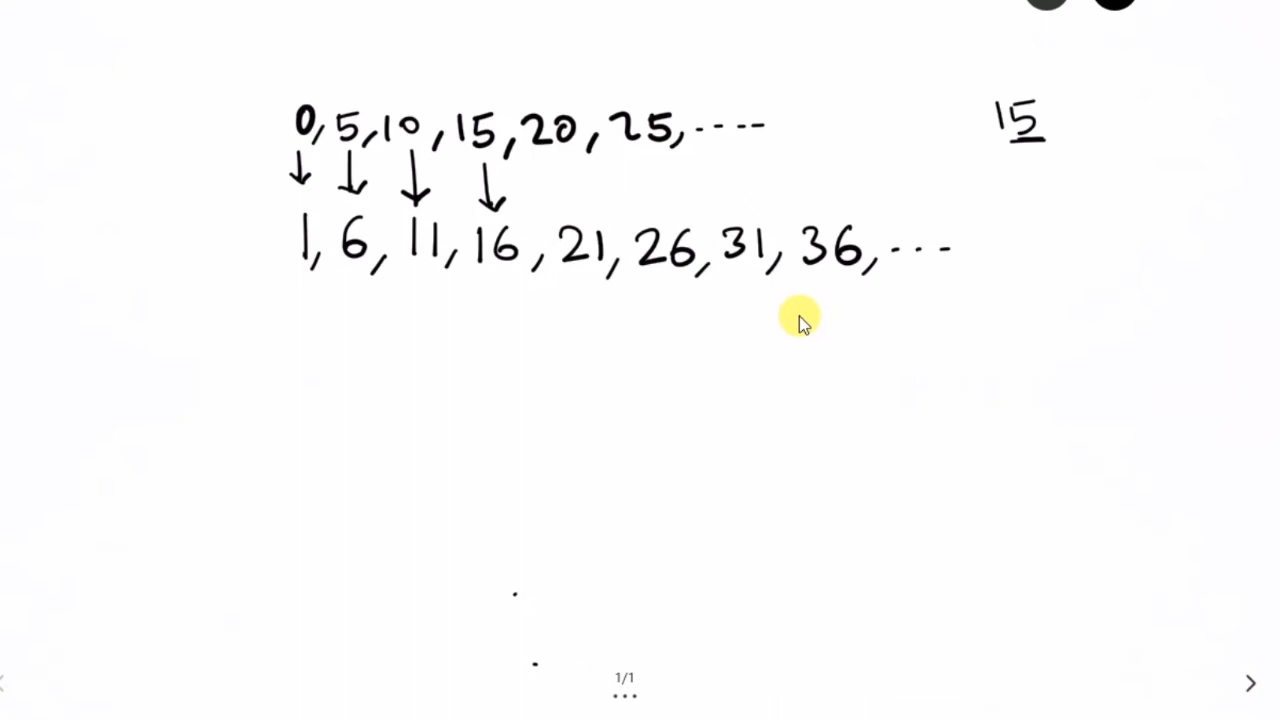 0, 5, 10, 15, 20, 25, -----
15
1, 6, 11, 16, 21, 26, 31, 36, ...
1/1